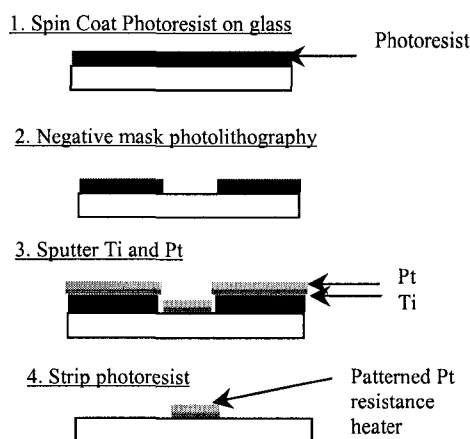 1. Spin Coat Photoresist on glass
Photoresist
2. Negative mask photolithography
3. Sputter Ti and Pt
Pt
Ti
4. Strip photoresist
Patterned Pt
resistance
heater